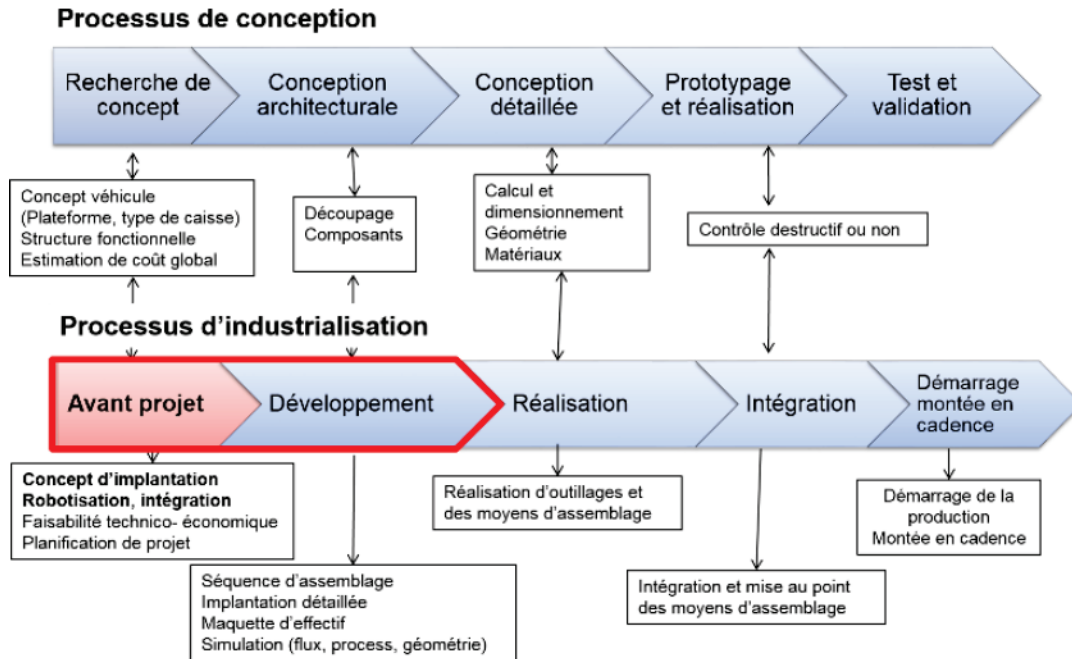 Processus de conception
Recherche de
concept
Conception
architecturale
Conception
détaillée
Prototypage
et réalisation
Test et
validation
Concept véhicule
(Plateforme, type de caisse)
Structure fonctionnelle
Estimation de coût global
Découpage
Composants
Calcul et
dimensionnement
Géométrie
Matériaux
Contrôle destructif ou non
Processus d'industrialisation
Avant projet
Développement
Réalisation
Intégration
Démarrage
montée en
cadence
Concept d'implantation
Robotisation, intégration
Faisabilité technico- économique
Planification de projet
Séquence d'assemblage
Implantation détaillée
Maquette d'effectif
Simulation (flux, process, géométrie)
Réalisation d'outillages et
des moyens d'assemblage
Intégration et mise au point
des moyens d'assemblage
Démarrage de la
production
Montée en cadence